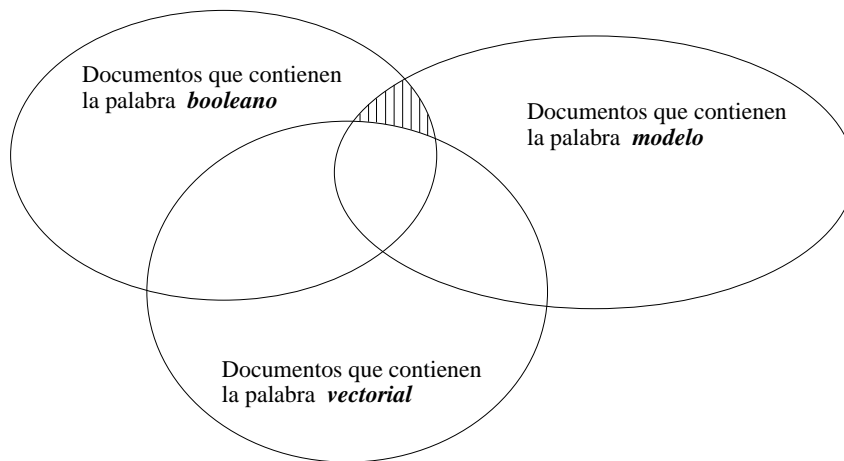 Documentos que contienen
la palabra booleano
Documentos que contienen
la palabra modelo
Documentos que contienen
la palabra vectorial